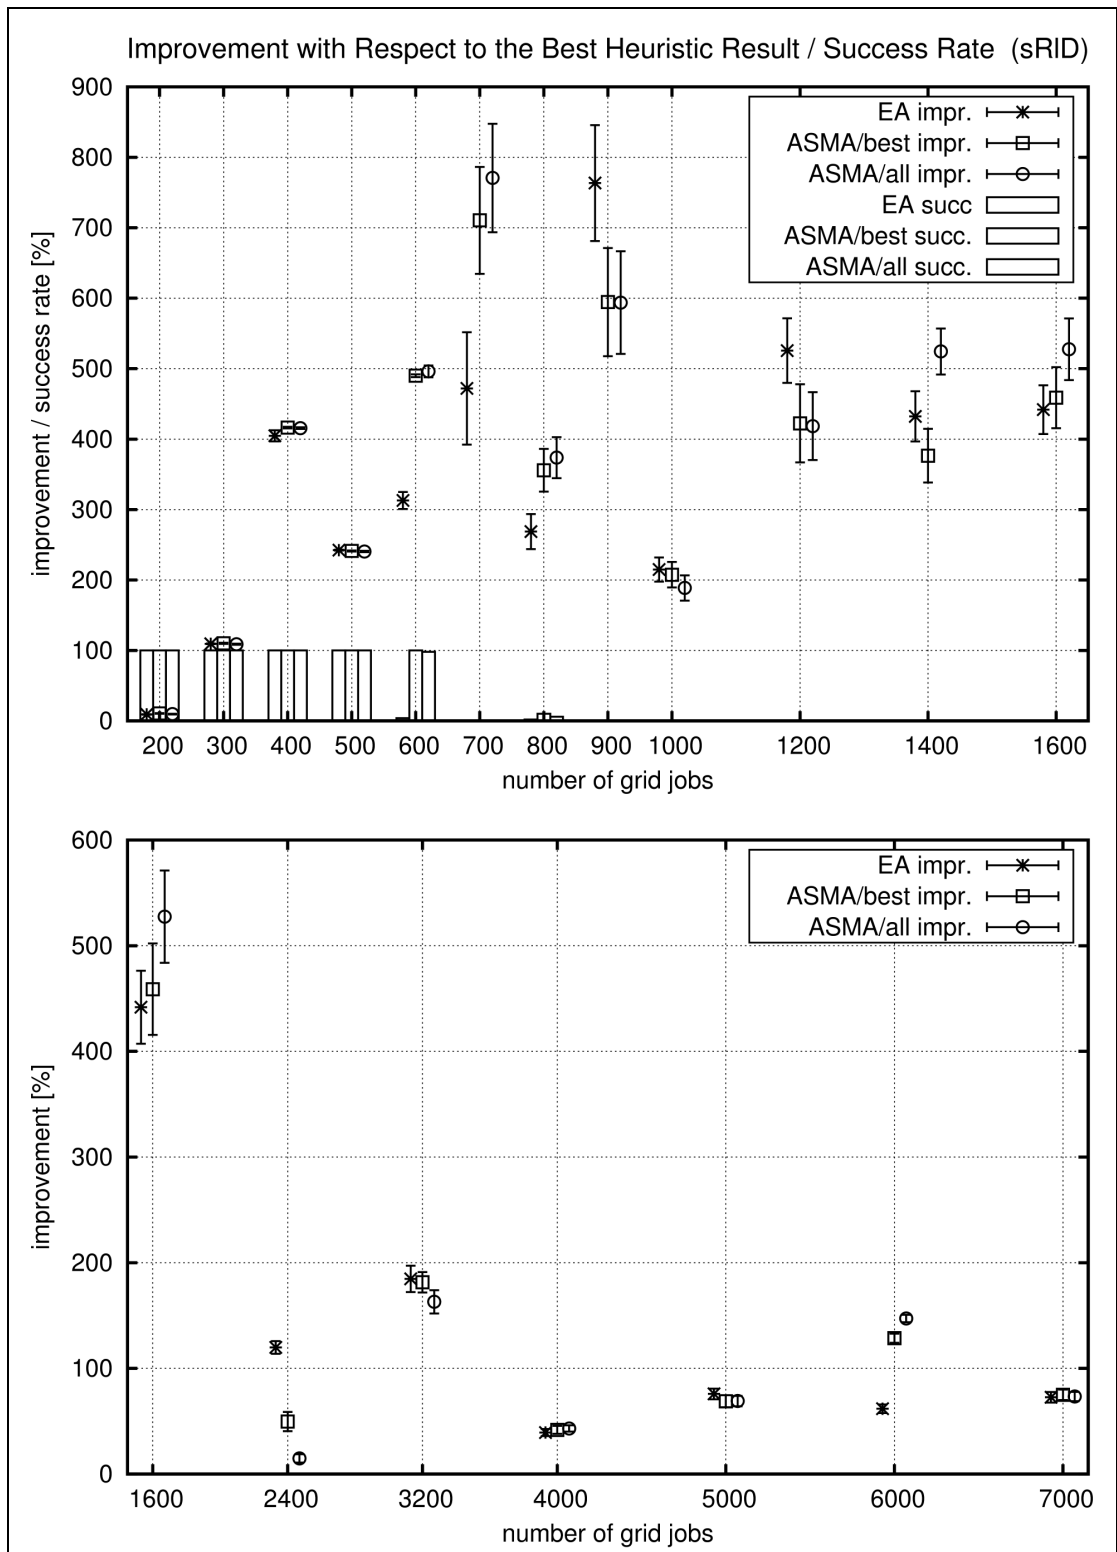 Improvement with Respect to the Best Heuristic Result / Success Rate (sRID)
900
800
700
600
500
400
300
200
100
0
improvement / success rate [%]
EA impr.
ASMA/best impr.
ASMA/all impr.
EA succ
ASMA/best succ.
ASMA/all succ.
200 300 400 500 600 700 800 900 1000 1200 1400 1600
number of grid jobs
600
500
400
300
200
100
0
improvement [%]
EA impr.
ASMA/best impr.
ASMA/all impr.
1600 2400 3200 4000 5000 6000 7000
number of grid jobs